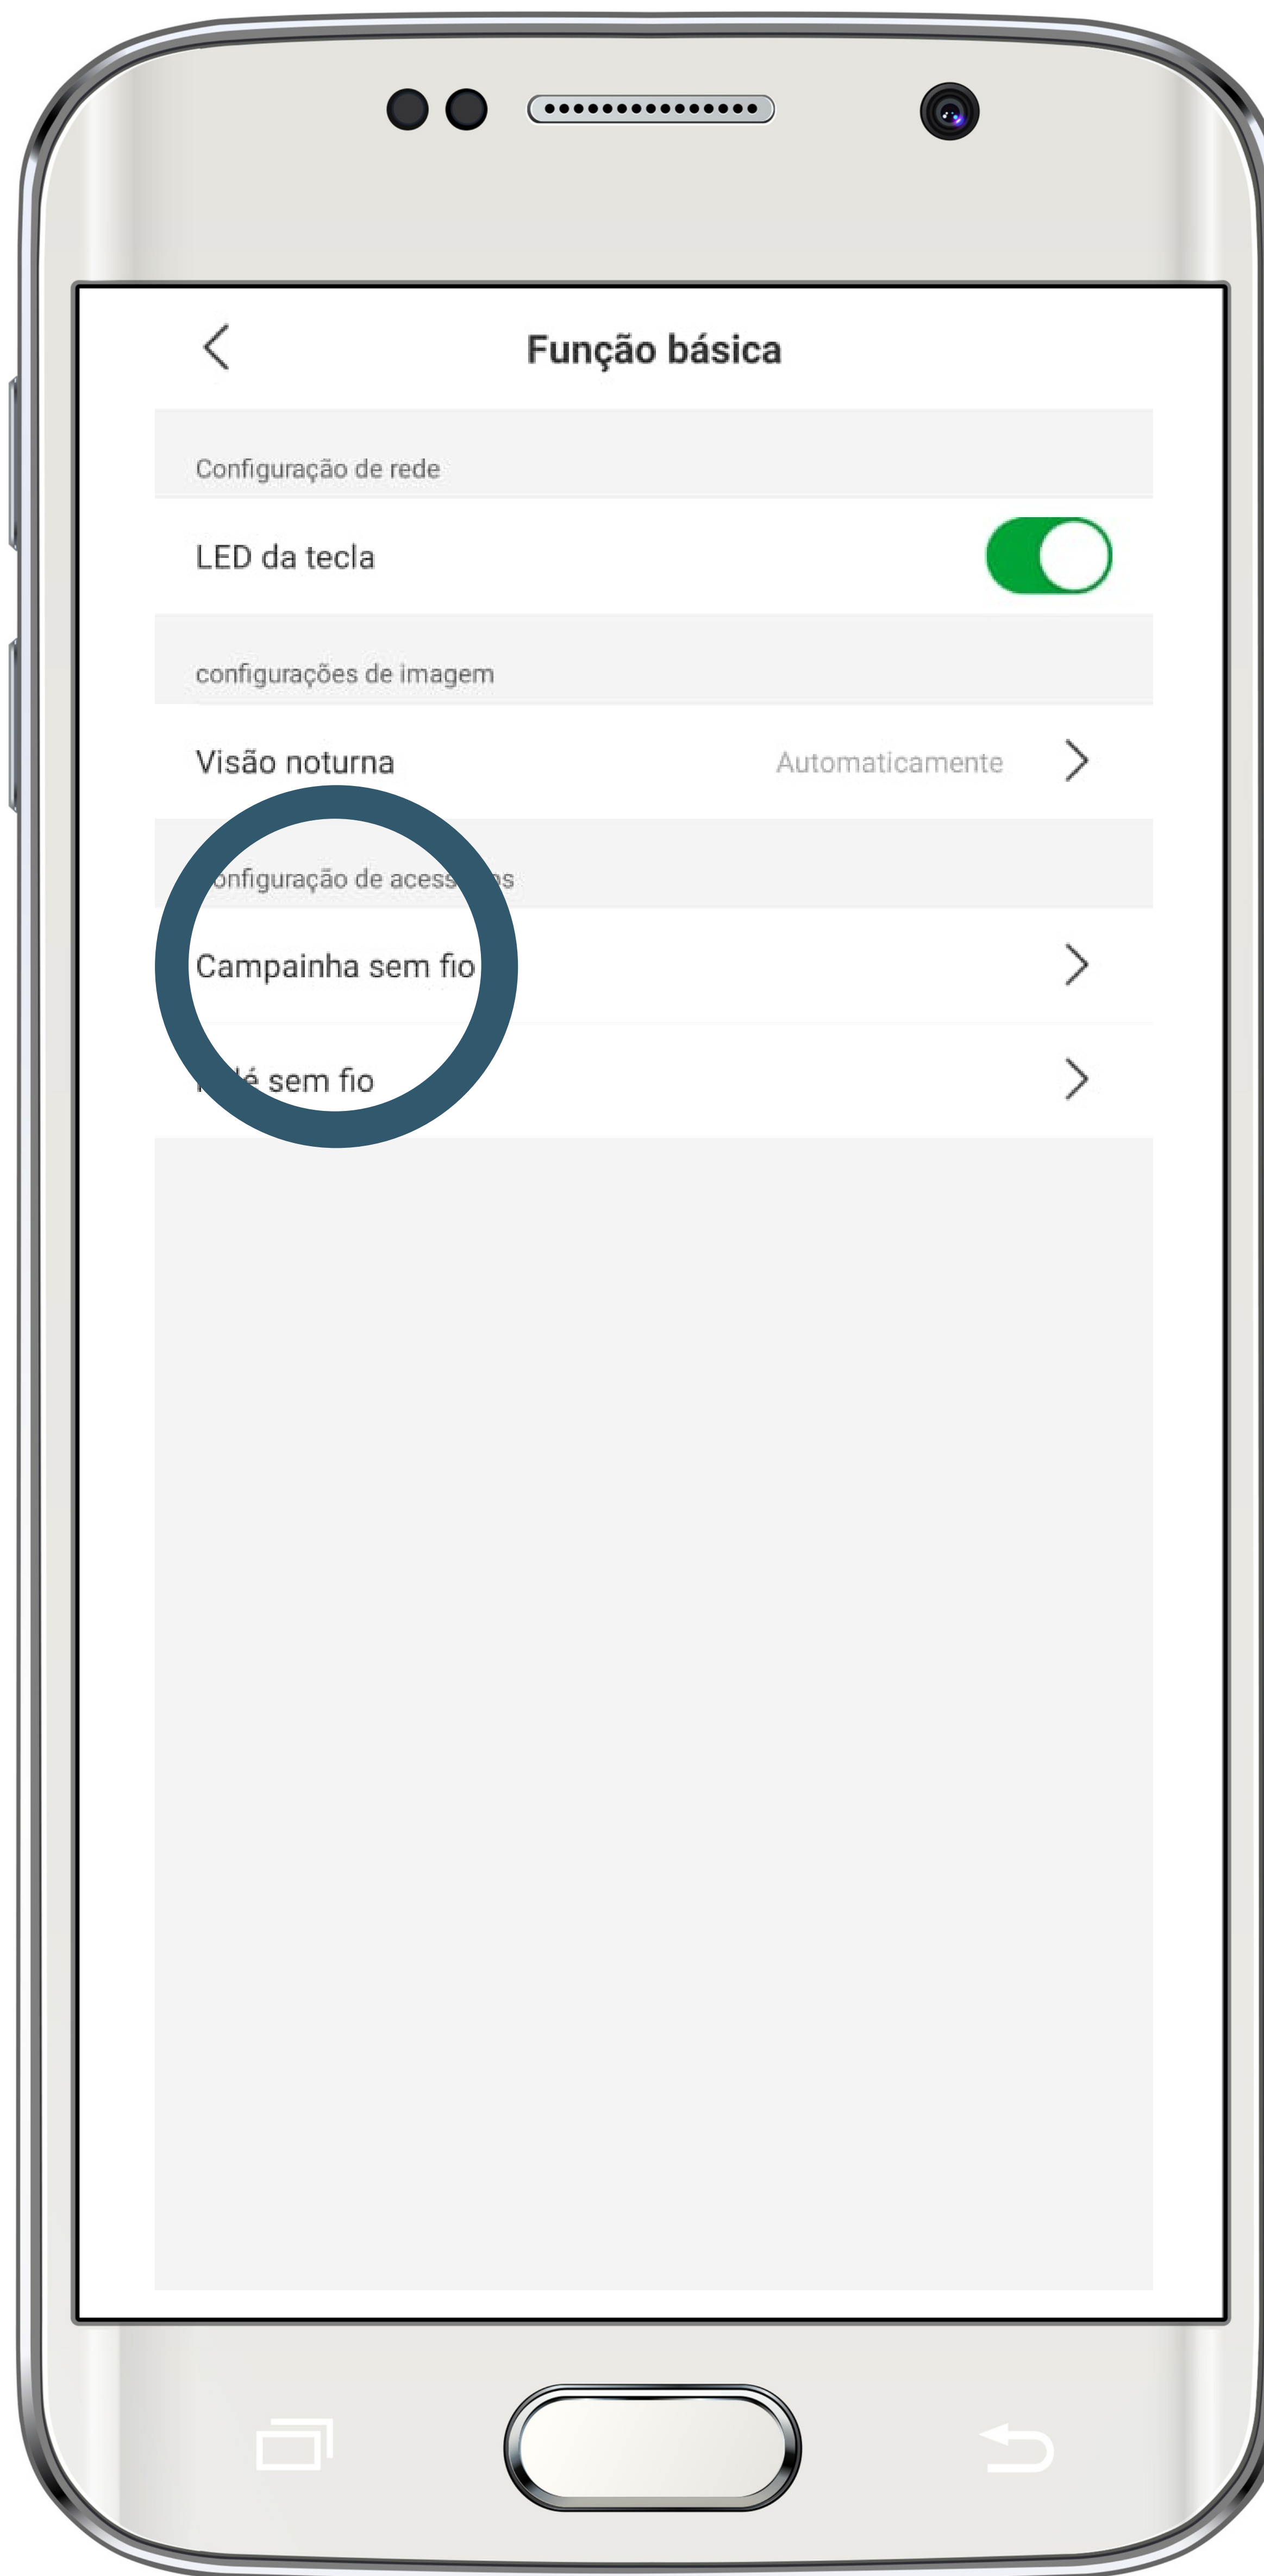 Função básica
Configuração de rede
LED da tecla
configurações de imagem
Visão noturna
Automaticamente
de
Campainha sem fio
sem fio